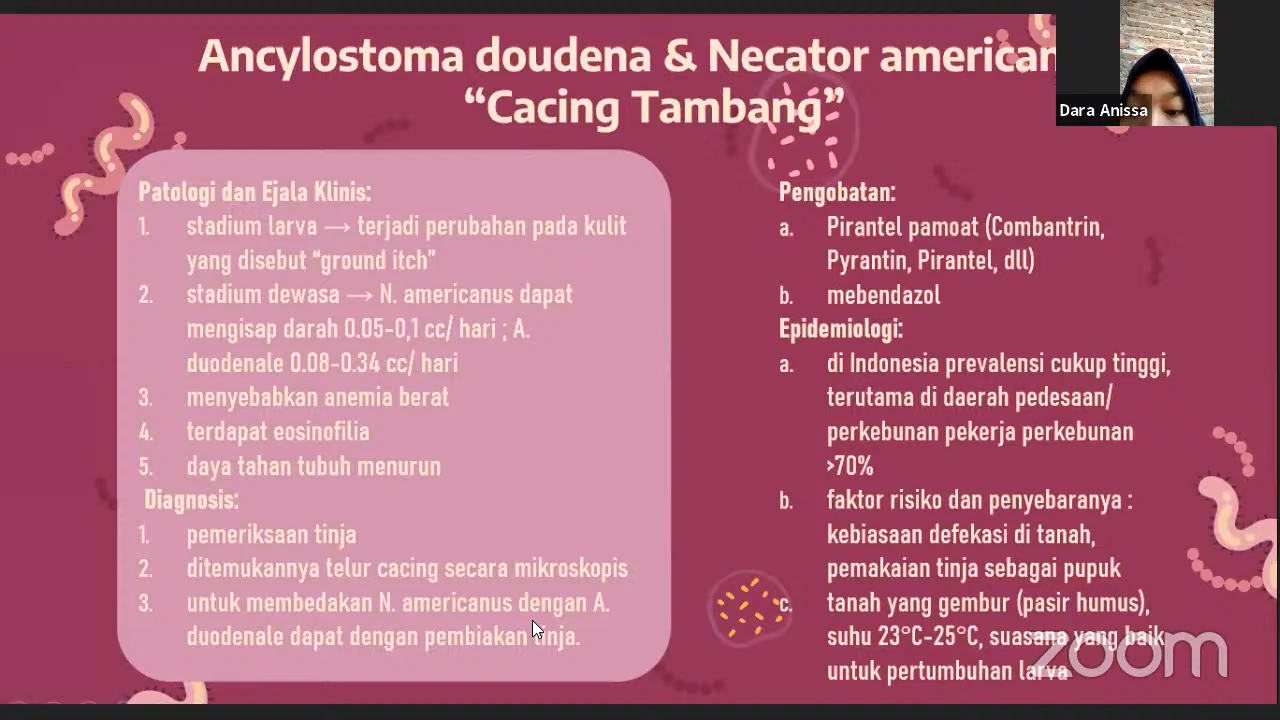 Ancylostoma doudena & Necator american
“Cacing Tambang”
Dara Anissa
Patologi dan Ejala Klinis:
1. stadium larva → terjadi perubahan pada kulit
yang disebut “ground itch”
2. stadium dewasa → N. americanus dapat
mengisap darah 0.05-0,1 cc/ hari ; A.
duodenale 0.08-0.34 cc/ hari
3. menyebabkan anemia berat
4. terdapat eosinofilia
5. daya tahan tubuh menurun
Diagnosis:
1. pemeriksaan tinja
2. ditemukannya telur cacing secara mikroskopis
3. untuk membedakan N. americanus dengan A.
duodenale dapat dengan pembiakan tinja.
Pengobatan:
a. Pirantel pamoat (Combantrin,
Pyrantin, Pirantel, dll)
b. mebendazol
Epidemiologi:
a. di Indonesia prevalensi cukup tinggi,
terutama di daerah pedesaan/
perkebunan pekerja perkebunan
>70%
b. faktor risiko dan penyebaranya :
kebiasaan defekasi di tanah,
pemakaian tinja sebagai pupuk
c. tanah yang gembur (pasir humus),
suhu 23°C-25°C, suasana yang baik
untuk pertumbuhan larva
zoom